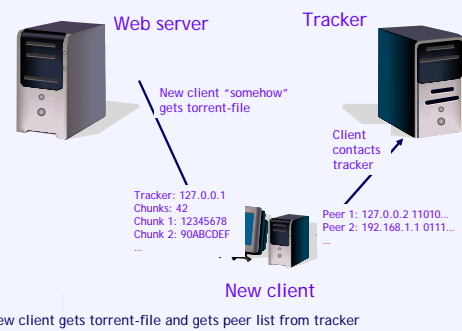 Web server
Tracker
New client "somehow"
gets torrent-file
Client
contacts
tracker
Tracker: 127.0.0.1
Chunks: 42
Chunk 1: 12345678
Chunk 2: 90ABCDEF
...
Peer 1: 127.0.0.2 11010...
Peer 2: 192.168.1.1 0111...
...
New client
ew client gets torrent-file and gets peer list from tracker